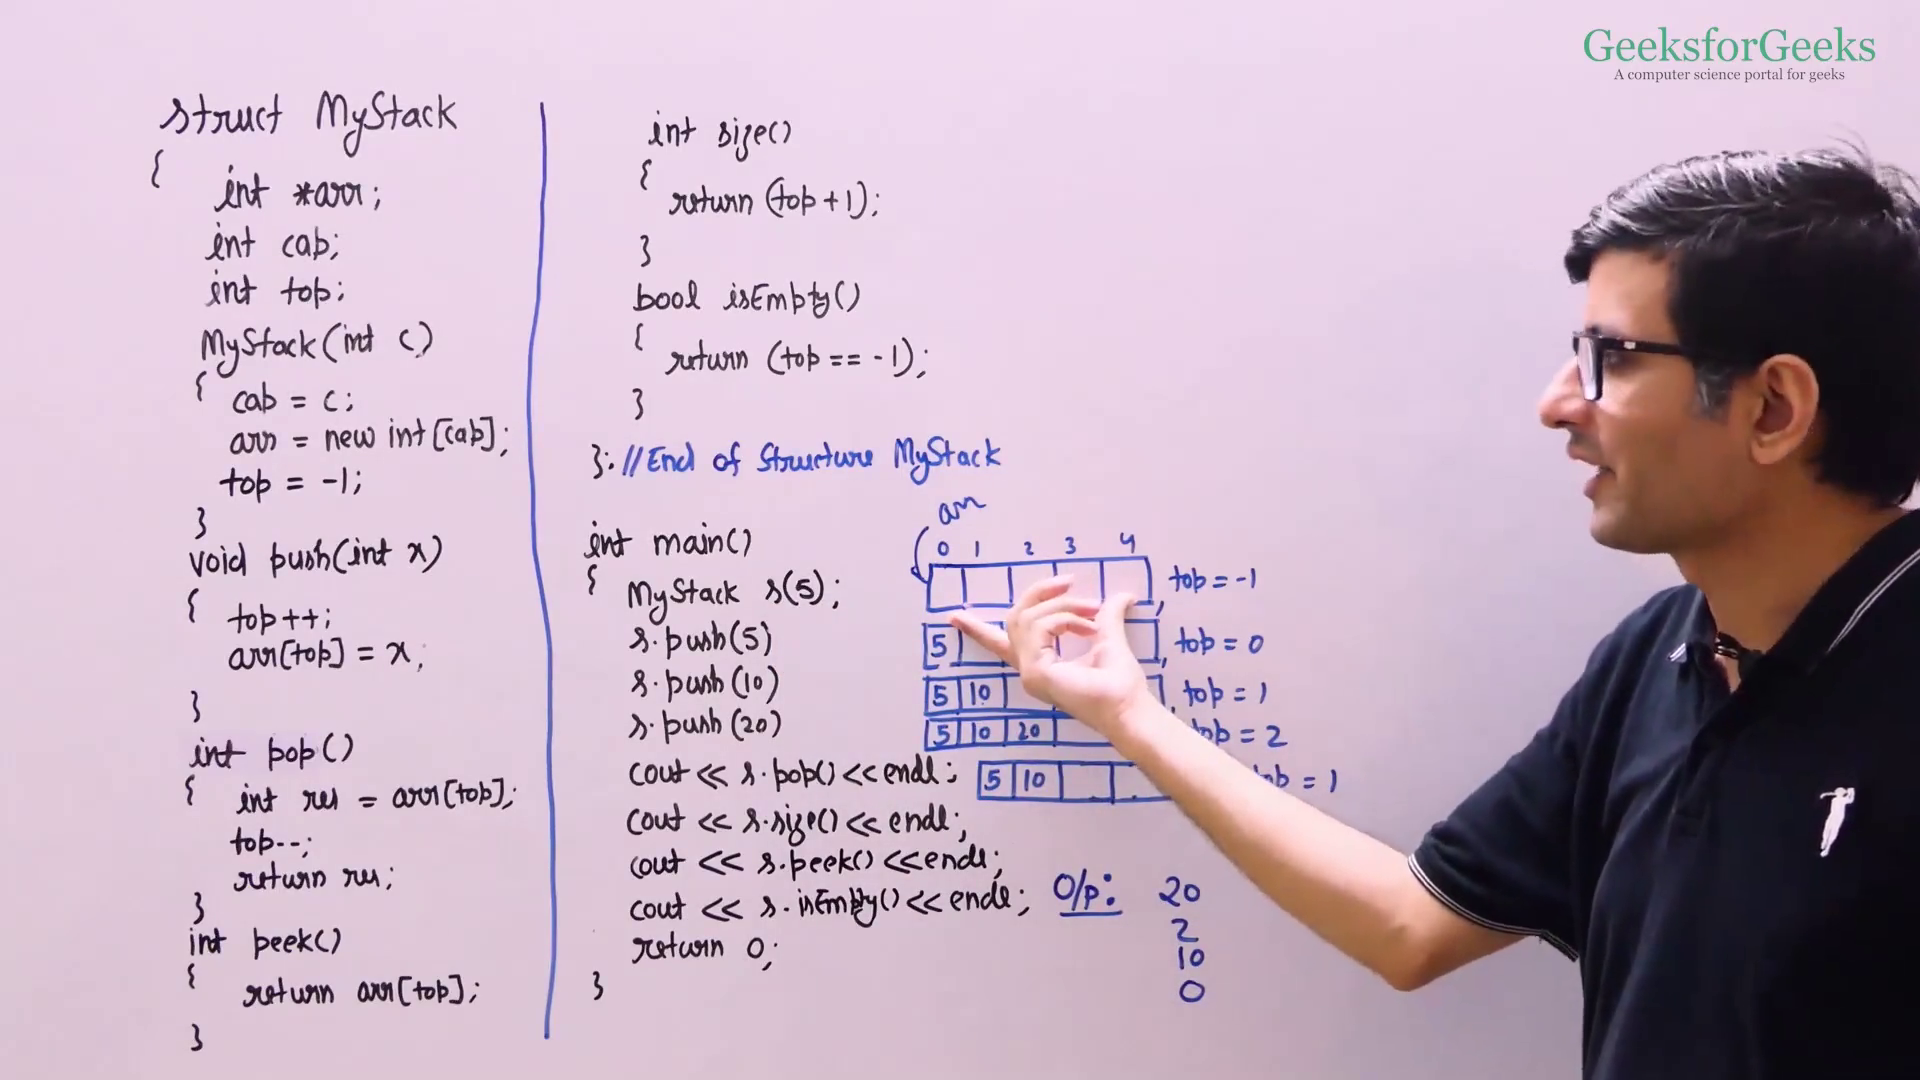 GeeksforGeeks
A computer science portal for geeks
struct MyStack
{
int *arr;
int cap;
int top;
MyStack(int c)
{ cap = c;
arr = new int[cap];
top = -1;
}
void push(int x)
{ top++;
arr[top] = x;
}
int pop()
{ int res = arr[top];
top--;
return res;
}
int peek()
{ return arr[top];
}
int size()
{
return (top+1);
}
bool isEmpty()
{
return (top == -1);
}
}; //End of Structure MyStack
int main()
{ MyStack s(5);
s.push(5)
s.push(10)
s.push(20)
cout << s.pop() << endl;
cout << s.size() << endl;
cout << s.peek() << endl;
cout << s.isEmpty() << endl;
return 0;
}
arr
0 1 2 3 4
, top = -1
5 , top = 0
5 10 , top = 1
5 10 20 top = 2
5 10 top = 1
O/p: 20
2
10
0